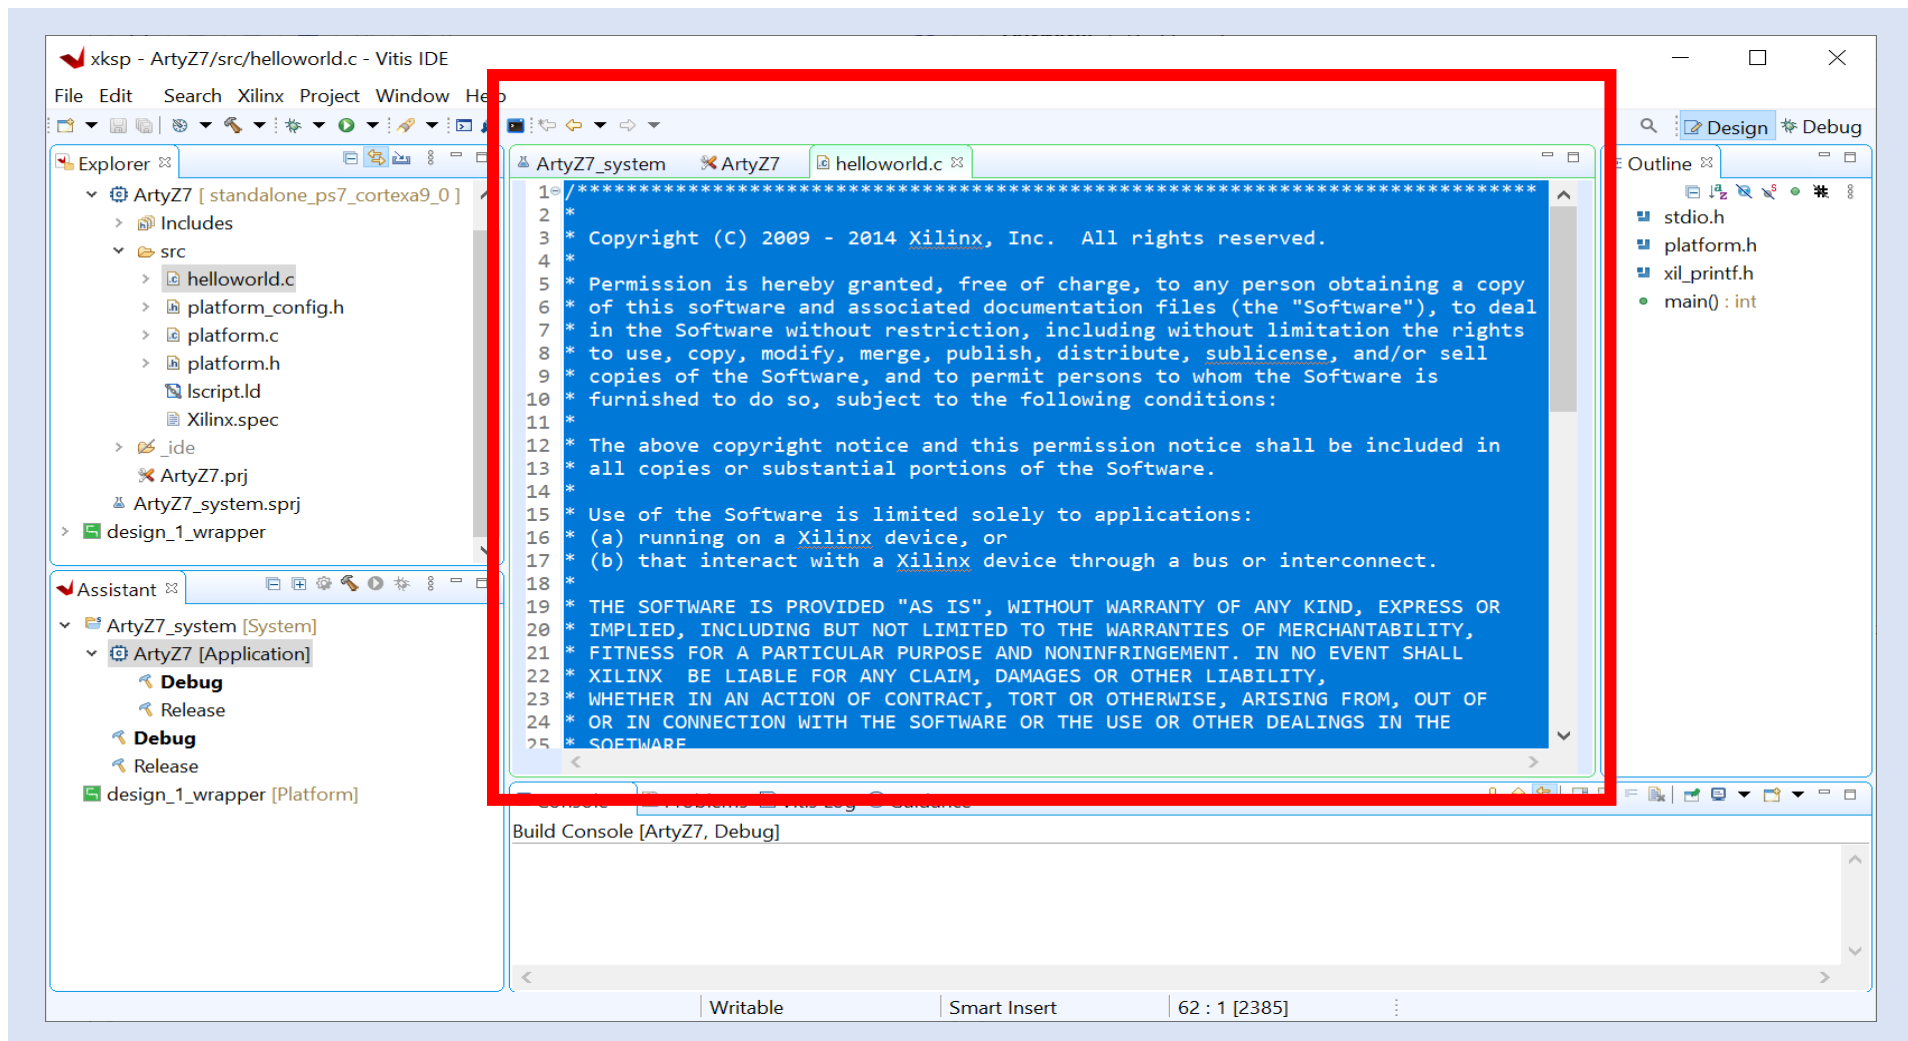 xksp - ArtyZ7/src/helloworld.c - Vitis IDE
File Edit Search Xilinx Project Window Help
Design Debug
Explorer
ArtyZ7 [ standalone_ps7_cortexa9_0 ]
Includes
src
helloworld.c
platform_config.h
platform.c
platform.h
lscript.ld
Xilinx.spec
_ide
ArtyZ7.prj
ArtyZ7_system.sprj
design_1_wrapper
Assistant
ArtyZ7_system [System]
ArtyZ7 [Application]
Debug
Release
Debug
Release
design_1_wrapper [Platform]
ArtyZ7_system ArtyZ7 helloworld.c
1 /******************************************************************************
2 *
3 * Copyright (C) 2009 - 2014 Xilinx, Inc.  All rights reserved.
4 *
5 * Permission is hereby granted, free of charge, to any person obtaining a copy
6 * of this software and associated documentation files (the "Software"), to deal
7 * in the Software without restriction, including without limitation the rights
8 * to use, copy, modify, merge, publish, distribute, sublicense, and/or sell
9 * copies of the Software, and to permit persons to whom the Software is
10 * furnished to do so, subject to the following conditions:
11 *
12 * The above copyright notice and this permission notice shall be included in
13 * all copies or substantial portions of the Software.
14 *
15 * Use of the Software is limited solely to applications:
16 * (a) running on a Xilinx device, or
17 * (b) that interact with a Xilinx device through a bus or interconnect.
18 *
19 * THE SOFTWARE IS PROVIDED "AS IS", WITHOUT WARRANTY OF ANY KIND, EXPRESS OR
20 * IMPLIED, INCLUDING BUT NOT LIMITED TO THE WARRANTIES OF MERCHANTABILITY,
21 * FITNESS FOR A PARTICULAR PURPOSE AND NONINFRINGEMENT. IN NO EVENT SHALL
22 * XILINX  BE LIABLE FOR ANY CLAIM, DAMAGES OR OTHER LIABILITY,
23 * WHETHER IN AN ACTION OF CONTRACT, TORT OR OTHERWISE, ARISING FROM, OUT OF
24 * OR IN CONNECTION WITH THE SOFTWARE OR THE USE OR OTHER DEALINGS IN THE
25 * SOFTWARE
Outline
stdio.h
platform.h
xil_printf.h
main() : int
Console Problems Vitis Log Guidance
Build Console [ArtyZ7, Debug]
Writable Smart Insert 62 : 1 [2385]